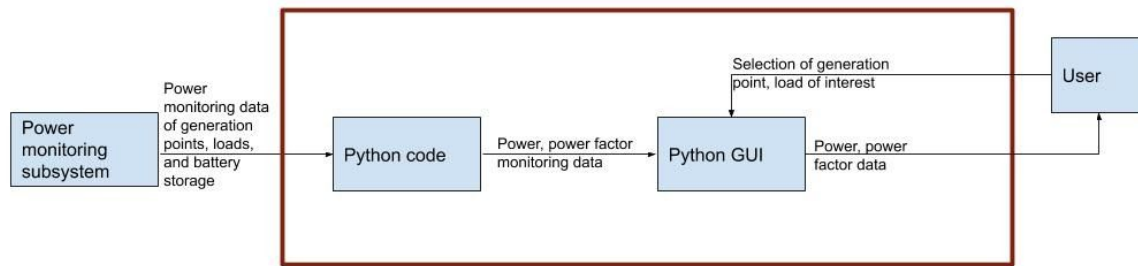 Power
monitoring
subsystem
Power
monitoring data
of generation
points, loads,
and battery
storage
Python code
Power, power factor
monitoring data
Python GUI
Selection of generation
point, load of interest
Power, power
factor data
User